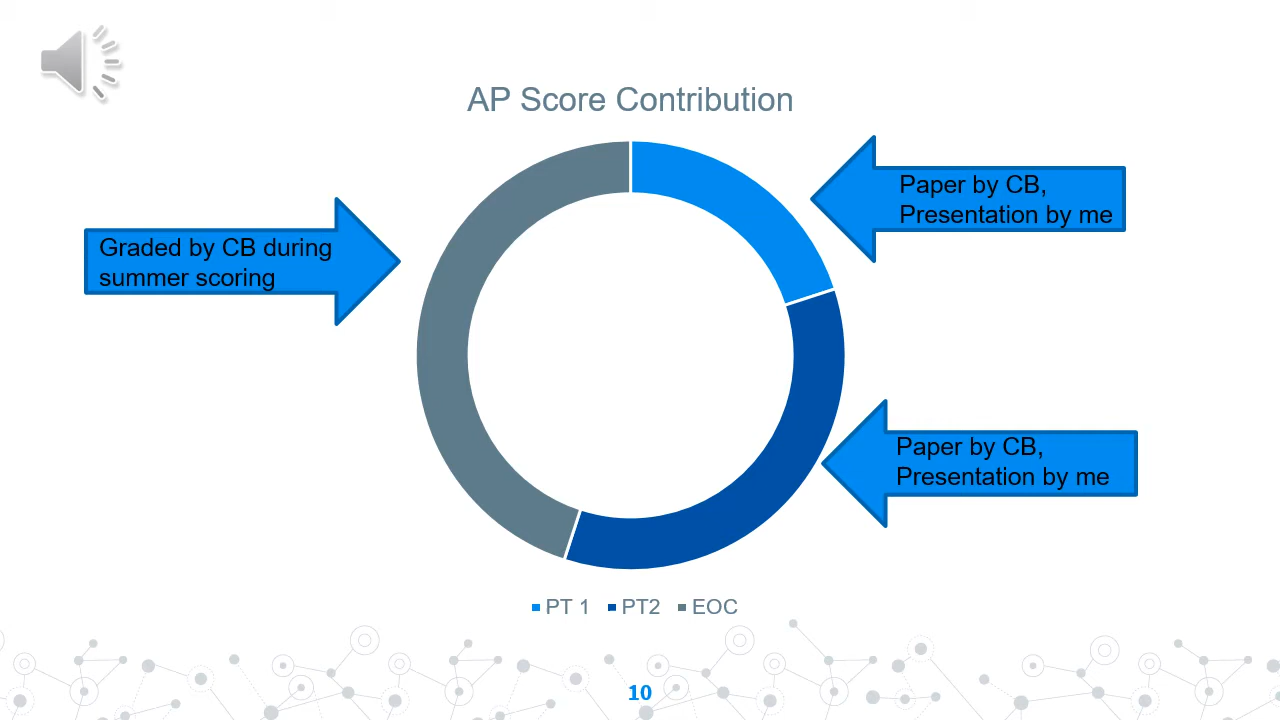 AP Score Contribution
Paper by CB,
Presentation by me
Graded by CB during
summer scoring
Paper by CB,
Presentation by me
PT 1 PT2 EOC
10